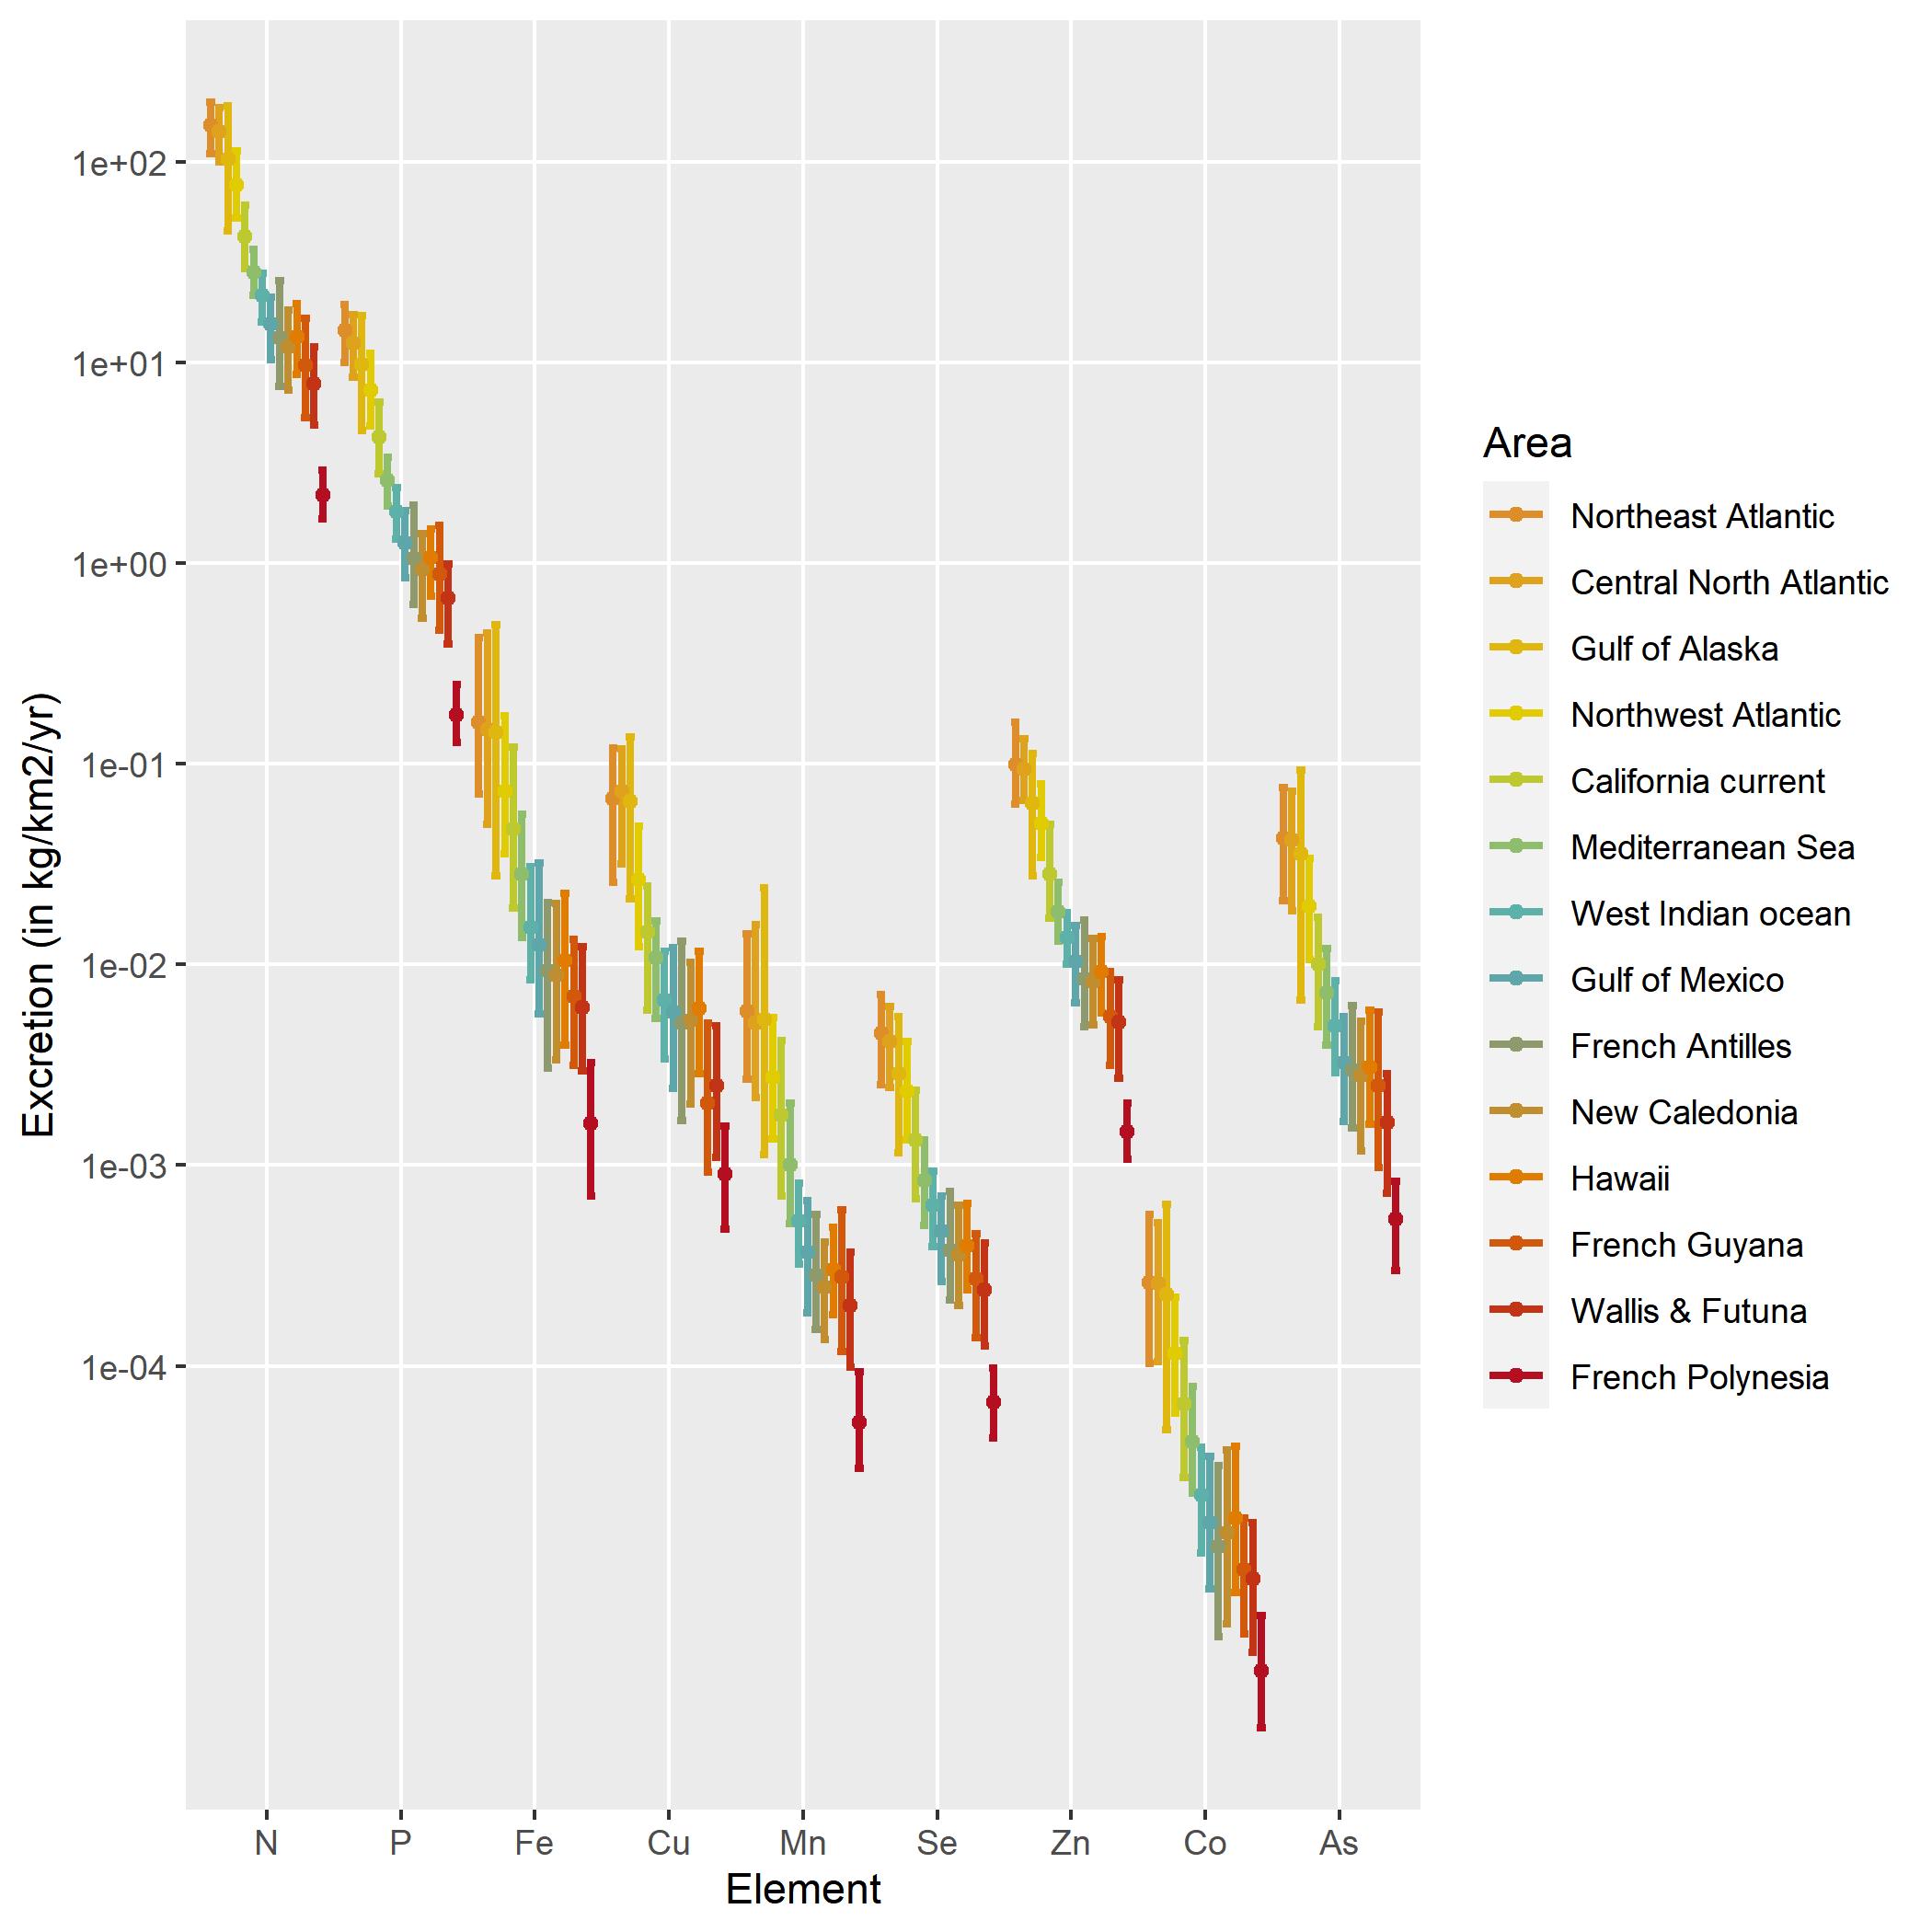 Excretion (in kg/km2/yr)
1e+02
1e+01
1e+00
1e-01
1e-02
1e-03
1e-04
N P Fe Cu Mn Se Zn Co As
Element
Area
Northeast Atlantic
Central North Atlantic
Gulf of Alaska
Northwest Atlantic
California current
Mediterranean Sea
West Indian ocean
Gulf of Mexico
French Antilles
New Caledonia
Hawaii
French Guyana
Wallis & Futuna
French Polynesia